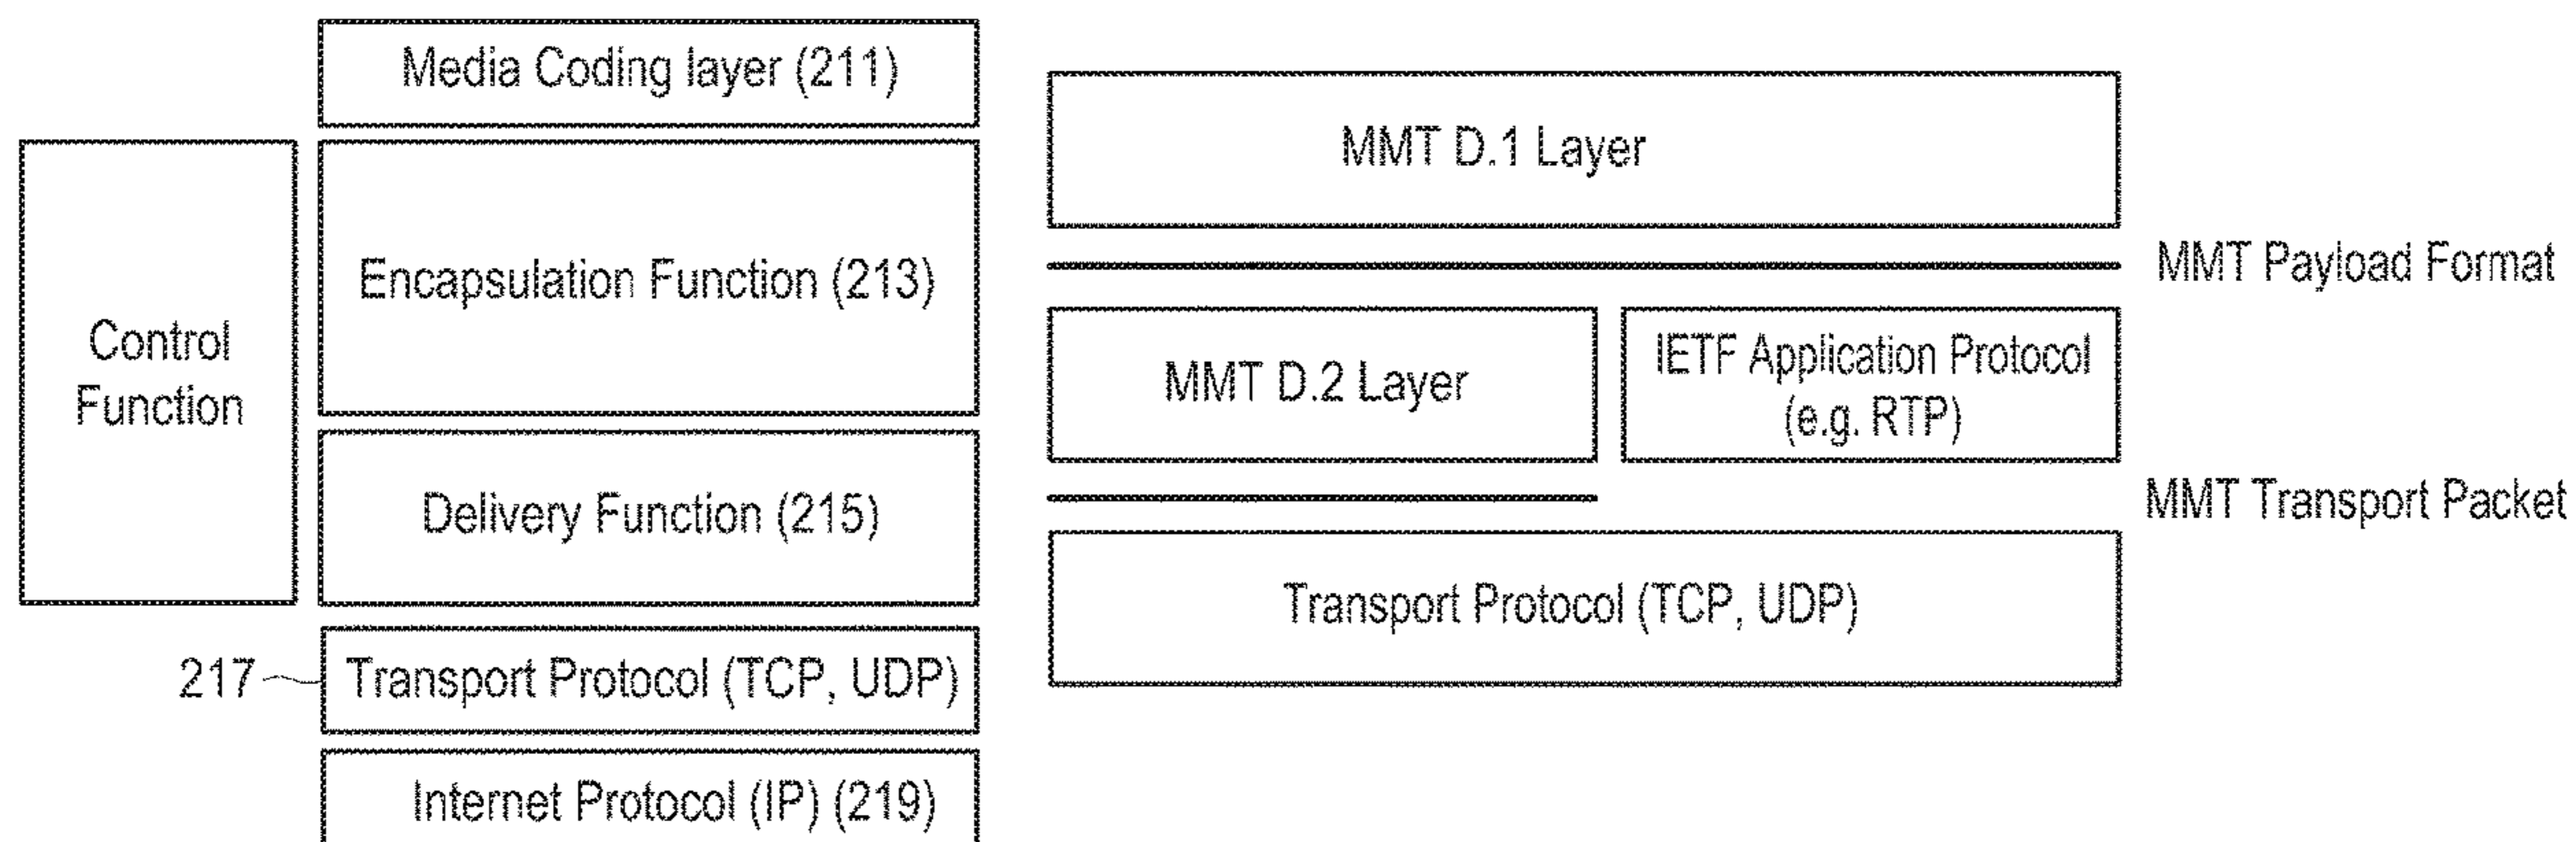 Media Coding layer (211)
Control
Function
Encapsulation Function (213)
Delivery Function (215)
217
Transport Protocol (TCP, UDP)
Internet Protocol (IP) (219)
MMT D.1 Layer
MMT Payload Format
MMT D.2 Layer
IETF Application Protocol
(e.g. RTP)
MMT Transport Packet
Transport Protocol (TCP, UDP)